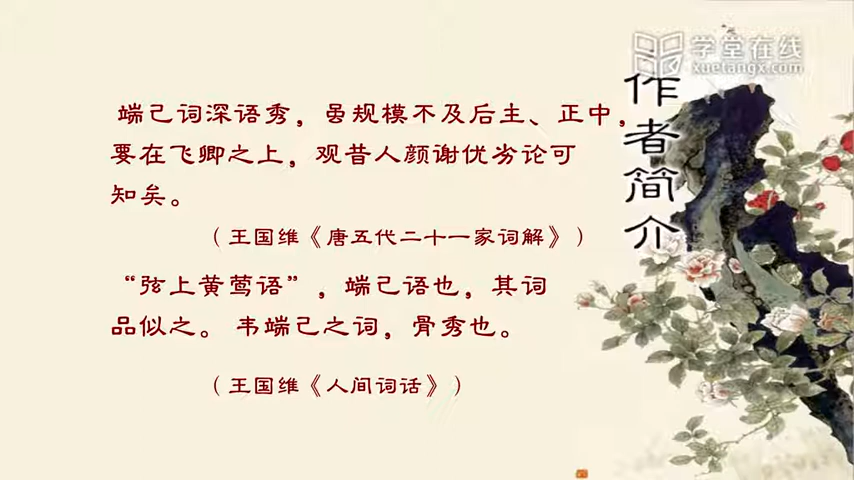 学堂在线
xuetangx.com
作者简介
端己词深语秀，虽规模不及后主、正中，
要在飞卿之上，观昔人颜谢优劣论可
知矣。
（王国维《唐五代二十一家词解》）
“弦上黄莺语”，端己语也，其词
品似之。 韦端己之词，骨秀也。
（王国维《人间词话》）